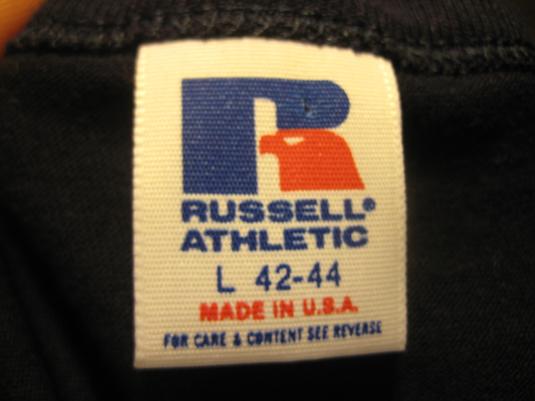 R
RUSSELL®
ATHLETIC
L 42-44
MADE IN U.S.A.
FOR CARE & CONTENT SEE REVERSE